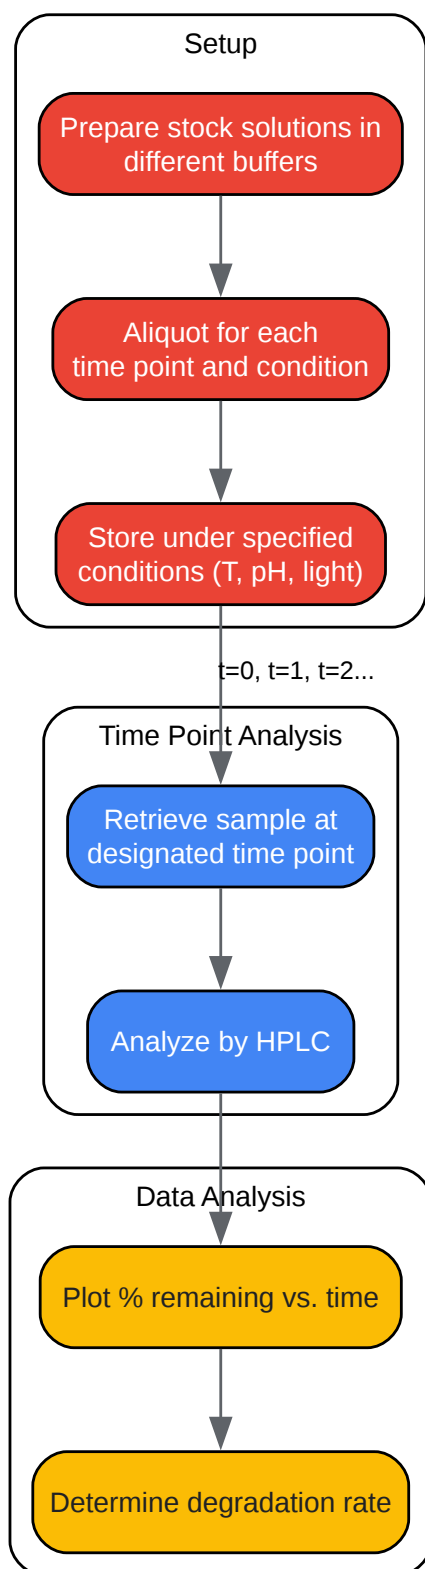 Setup
Prepare stock solutions in
different buffers
Aliquot for each
time point and condition
Store under specified
conditions (T, pH, light)
t=0, t=1, t=2...
Time Point Analysis
Retrieve sample at
designated time point
Analyze by HPLC
Data Analysis
Plot % remaining vs. time
Determine degradation rate